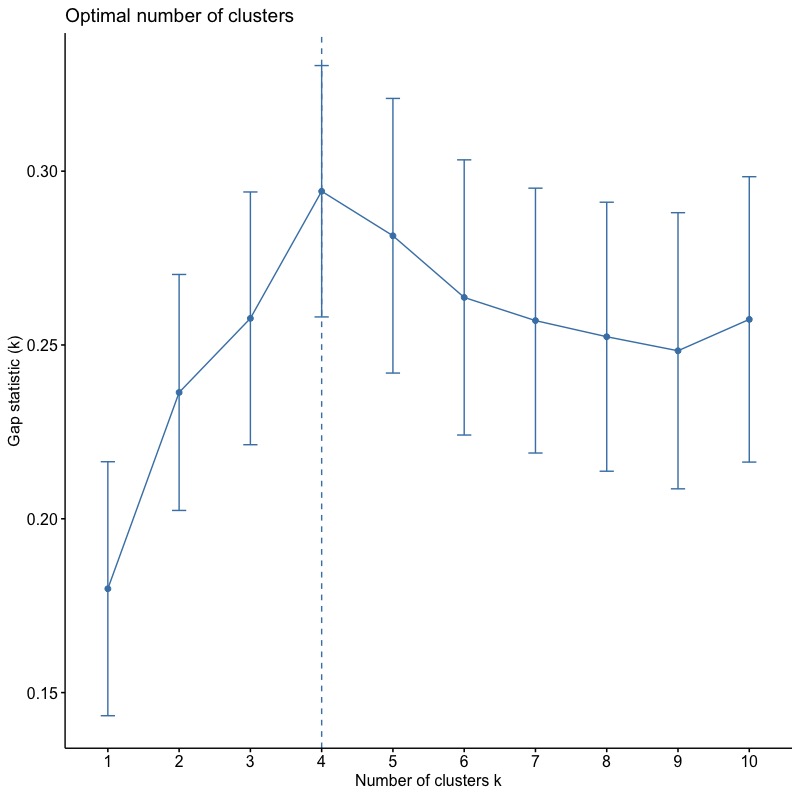 Optimal number of clusters
Gap statistic (k)
0.30
0.25
0.20
0.15
1 2 3 4 5 6 7 8 9 10
Number of clusters k